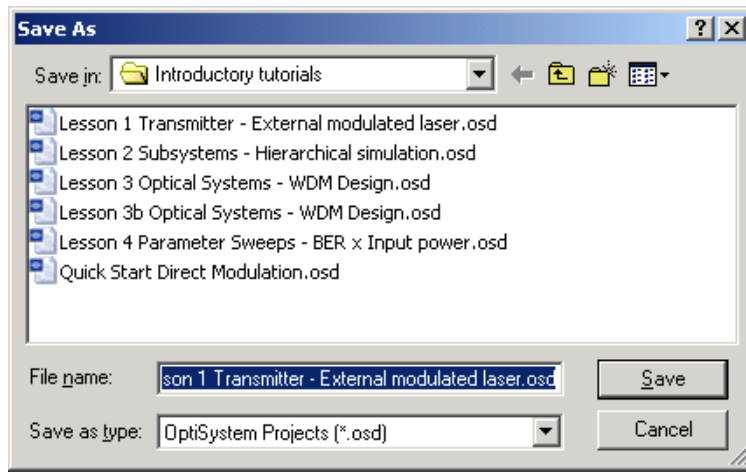 Save As
Save in: Introductory tutorials
Lesson 1 Transmitter - External modulated laser.osd
Lesson 2 Subsystems - Hierarchical simulation.osd
Lesson 3 Optical Systems - WDM Design.osd
Lesson 3b Optical Systems - WDM Design.osd
Lesson 4 Parameter Sweeps - BER x Input power.osd
Quick Start Direct Modulation.osd
File name: son 1 Transmitter - External modulated laser.osd Save
Save as type: OptiSystem Projects (*.osd) Cancel